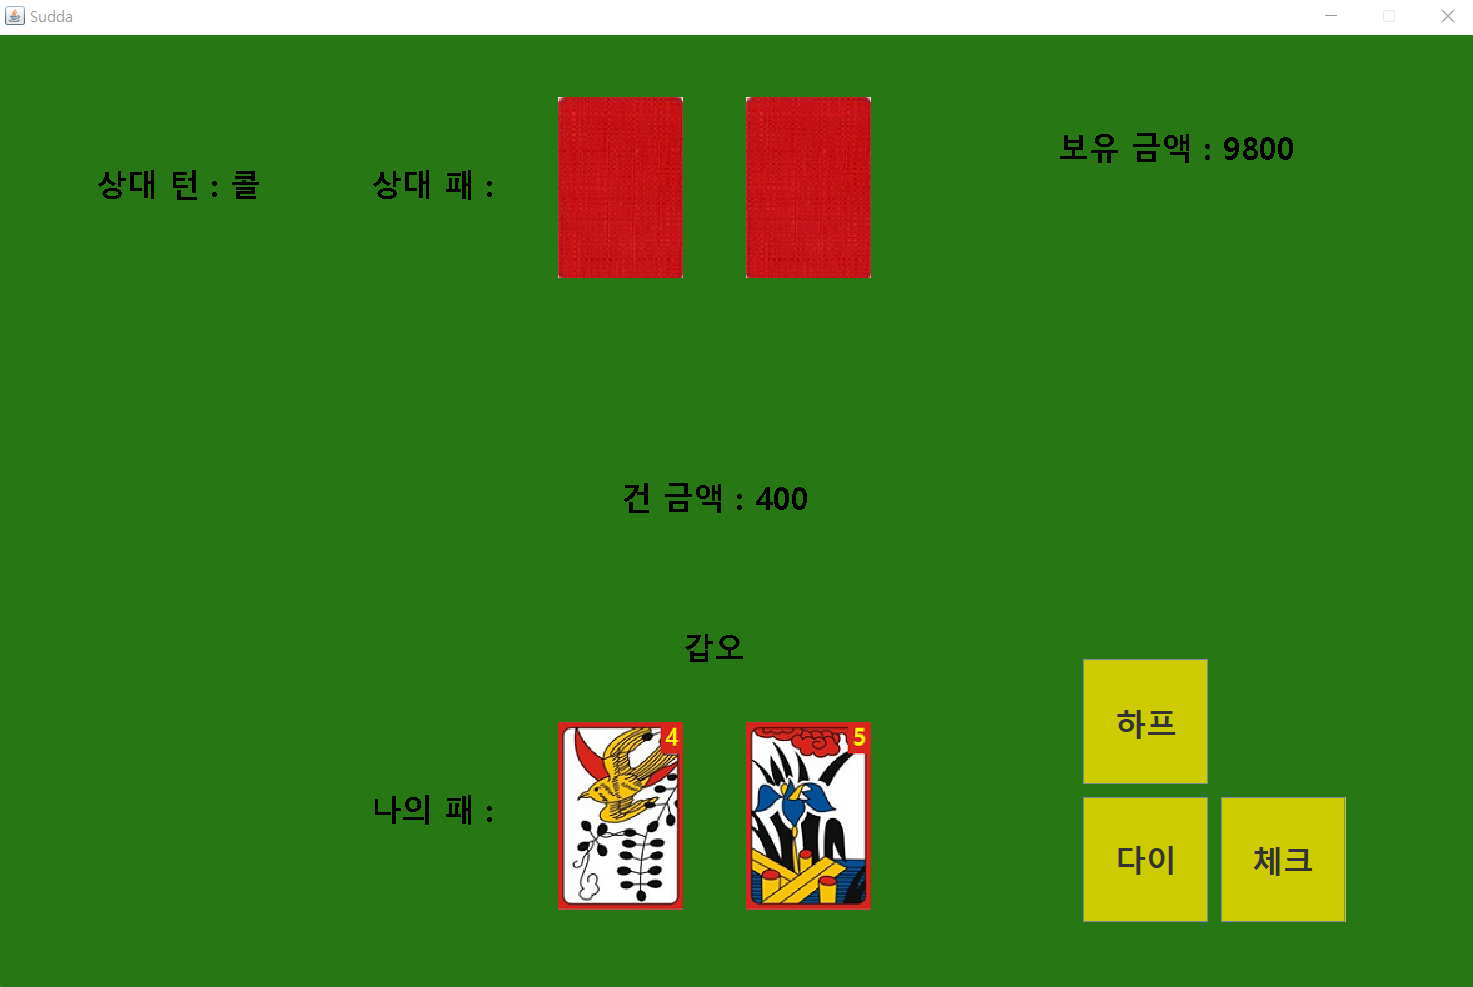 Sudda
보유 금액 : 9800
상대 턴 : 콜
상대 패 :
건 금액 : 400
갑오
나의 패 :
4
5
하프
다이
체크